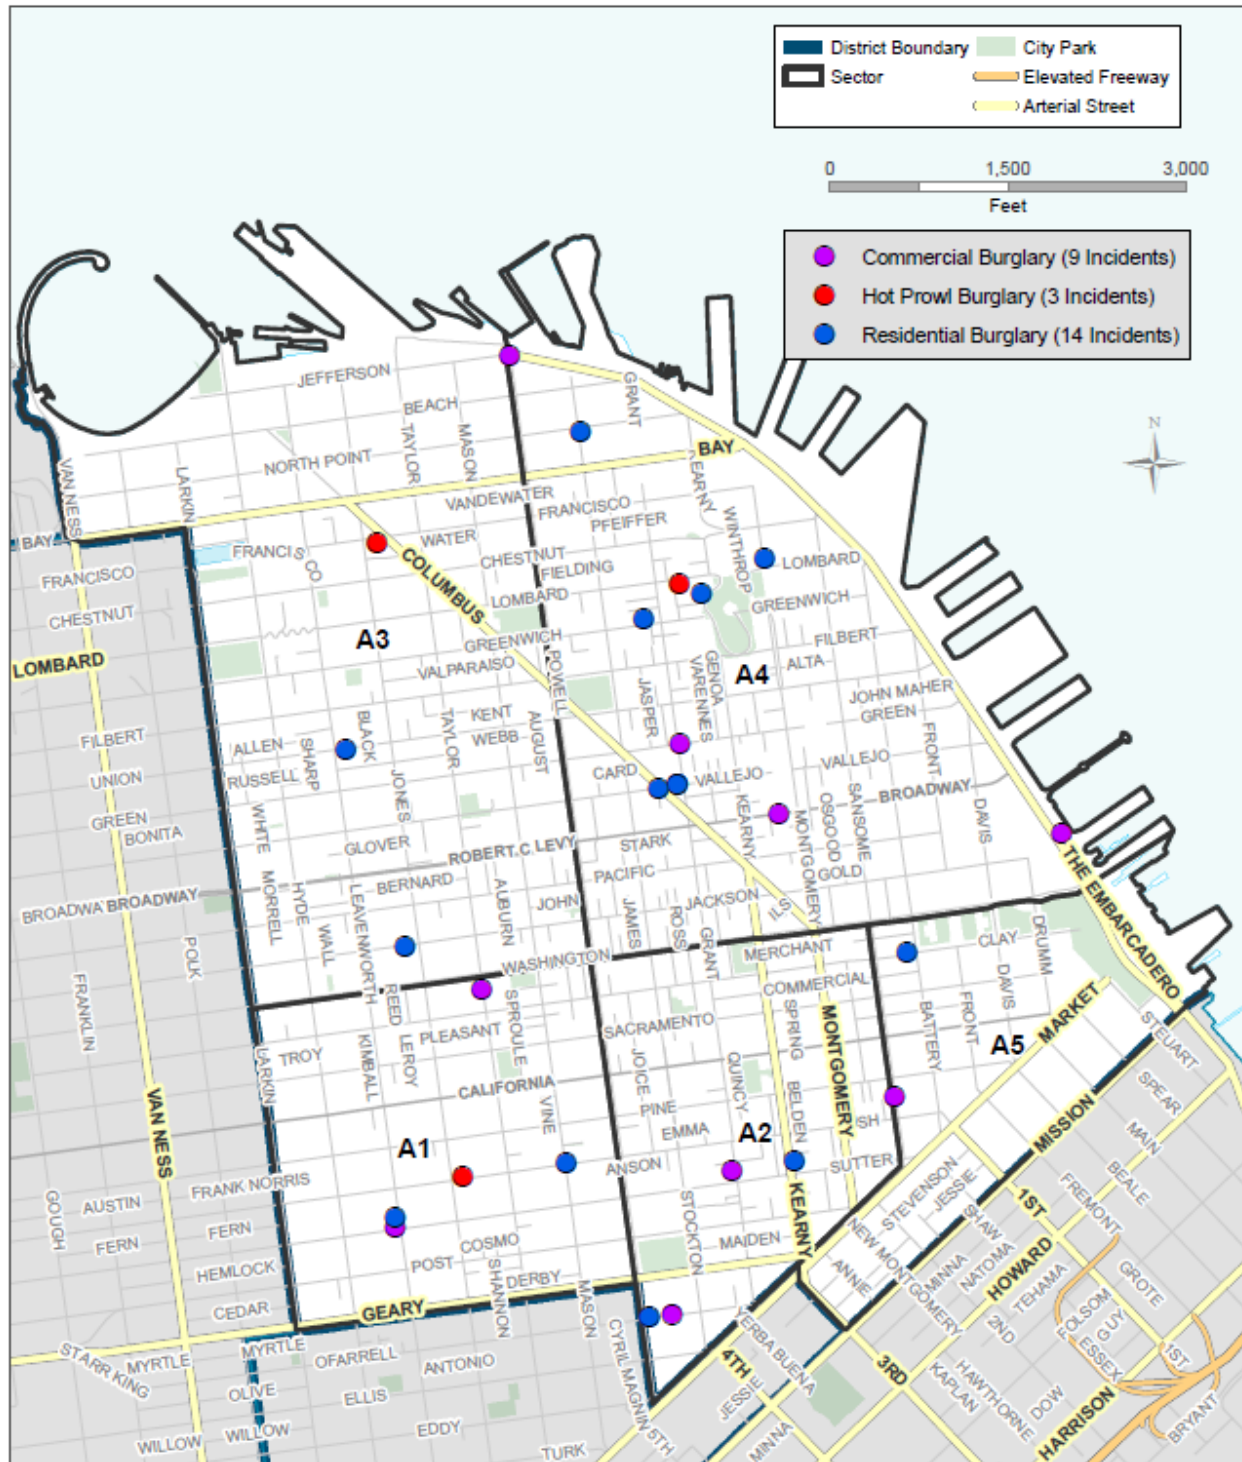 District Boundary
City Park
Sector
Elevated Freeway
Arterial Street
0
1,500
3,000
Feet
Commercial Burglary (9 Incidents)
Hot Prowl Burglary (3 Incidents)
Residential Burglary (14 Incidents)
JEFFERSON
GRANT
BEACH
TAYLOR
MASON
N
NORTH POINT
BAY
VAN NESS
LARKIN
EARNY
VANDEWATER
FRANCISCO
PFEIFFER
WINTHROP
BAY
FRANCISCO
WATER
CHESTNUT
FIELDING
LOMBARD
FRANCISCO
COLUMBUS
LOMBARD
GREENWICH
CHESTNUT
A3
GREENWICH
FILBERT
LOMBARD
VALPARAISO
POWELL
JASPER
GENOA
VARENNES
A4
ALTA
JOHN MAHER
GREEN
FILBERT
ALLEN
SHARP
BLACK
TAYLOR
KENT
WEBB
AUGUST
FRONT
UNION
RUSSELL
JONES
CARD
VALLEJO
VALLEJO
BROADWAY
GREEN
BONITA
WHITE
GLOVER
ROBERT C LEVY
STARK
KEARNY
MONTGOMERY
OSGOOD
SANSOME
DAVIS
THE EMBARCADERO
BROADWA
BROADWAY
MORRELL
HYDE
BERNARD
AUBURN
JOHN
PACIFIC
GOLD
JACKSON
ILS
POLK
WALL
LEAVENWORTH
JAMES
ROSS
GRANT
WASHINGTON
MERCHANT
CLAY
DRUMM
FRANKLIN
REED
COMMERCIAL
DAVIS
PLEASANT
SPROULE
SACRAMENTO
SPRING
MONTGOMERY
BATTERY
FRONT
MARKET
TROY
LARKIN
KIMBALL
LEROY
CALIFORNIA
JOICE
QUINCY
A5
STEUART
VAN NESS
VINE
PINE
EMMA
BELDEN
SH
MISSION
SPEAR
A1
A2
MAIN
ANSON
SUTTER
GOUGH
AUSTIN
FRANK NORRIS
STEVENSON
JESSIE
1ST
FREMONT
BEALE
FERN
FERN
STOCKTON
KEARNY
COSMO
MAIDEN
NEW MONTGOMERY
SHAW
HOWARD
HEMLOCK
POST
SHANNON
DERBY
MASON
ANNE
MINNA
NATOMA
TEHAMA
GROTE
CEDAR
GEARY
2ND
FOLSOM
GUY
ESSEX
STARR KING
MYRTLE
MYRTLE
OFARRELL
ANTONIO
CYRIL MAGNIN
YERBA BUENA
4TH
3RD
1ST
OLIVE
ELLIS
JESSIE
KAPLAN
HAWTHORNE
DOW
HARRISON
BRYANT
WILLOW
WILLOW
EDDY
TURK
5TH
MINNA